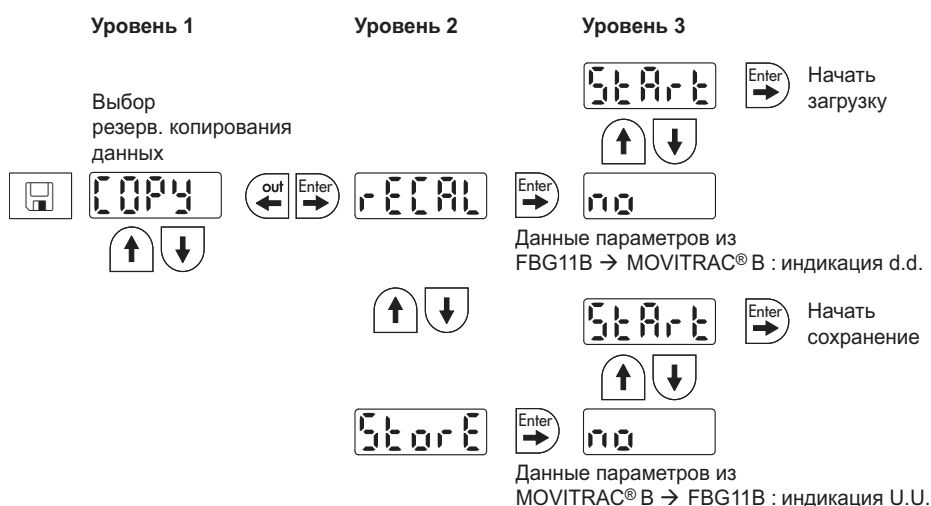 Уровень 1 Уровень 2 Уровень 3
StArt Enter Начать
загрузку
Выбор
резерв. копирования
данных
COPY out Enter rECAL Enter no
Данные параметров из
FBG11B → MOVITRAC® B : индикация d.d.
StArt Enter Начать
сохранение
StorE Enter no
Данные параметров из
MOVITRAC® B → FBG11B : индикация U.U.